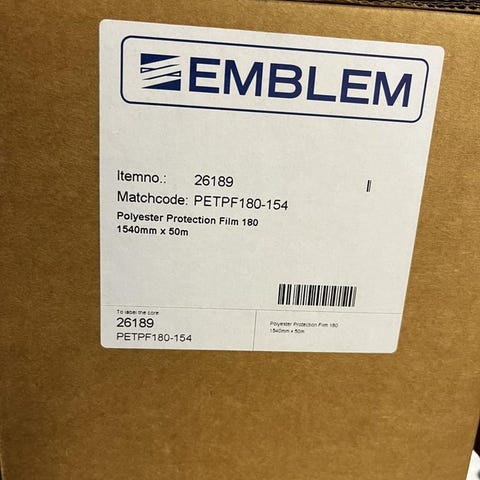 EMBLEM
Itemno.: 26189
Matchcode: PETPF180-154
Polyester Protection Film 180
1540mm x 50m
To label the core
26189
PETPF180-154
Polyester Protection Film 180
1540mm x 50m